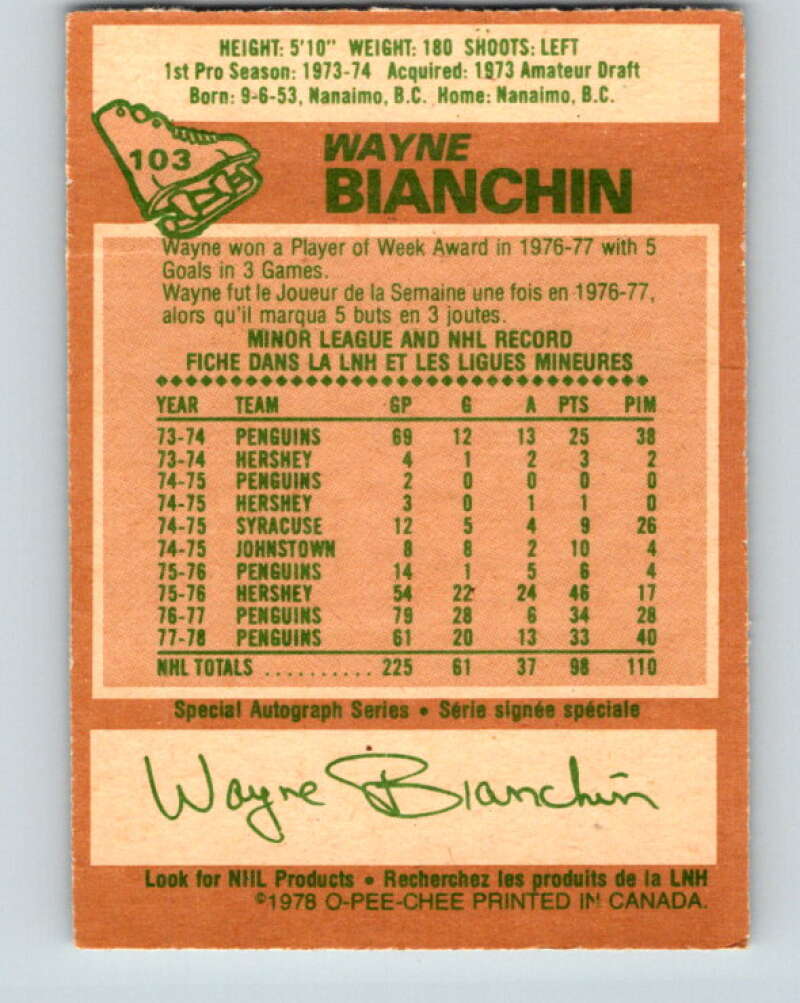 HEIGHT: 5'10" WEIGHT: 180 SHOOTS: LEFT
1st Pro Season: 1973-74 Acquired: 1973 Amateur Draft
Born: 9-6-53, Nanaimo, B.C. Home: Nanaimo, B.C.
103
WAYNE
BIANCHIN
Wayne won a Player of Week Award in 1976-77 with 5
Goals in 3 Games.
Wayne fut le Joueur de la Semaine une fois en 1976-77,
alors qu'il marqua 5 buts en 3 joutes.
MINOR LEAGUE AND NHL RECORD
FICHE DANS LA LNH ET LES LIGUES MINEURES
YEAR TEAM GP G A PTS PIM
73-74 PENGUINS 69 12 13 25 38
73-74 HERSHEY 4 1 2 3 2
74-75 PENGUINS 2 0 0 0 0
74-75 HERSHEY 3 0 1 1 0
74-75 SYRACUSE 12 5 4 9 26
74-75 JOHNSTOWN 8 8 2 10 4
75-76 PENGUINS 14 1 5 6 4
75-76 HERSHEY 54 22 24 46 17
76-77 PENGUINS 79 28 6 34 28
77-78 PENGUINS 61 20 13 33 40
NHL TOTALS .......... 225 61 37 98 110
Special Autograph Series • Série signée spéciale
Wayne Bianchin
Look for NHL Products • Recherchez les produits de la LNH
©1978 O-PEE-CHEE PRINTED IN CANADA.